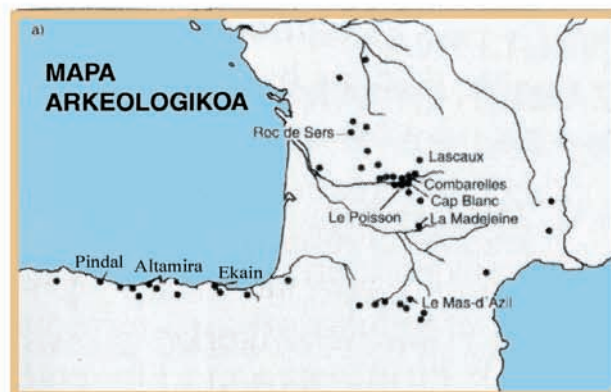 a)
MAPA
ARKEOLOGIKOA
Roc de Sers
Lascaux
Combarelles
Cap Blanc
Le Poisson
La Madeleine
Pindal
Altamira
Ekain
Le Mas-d´Azil